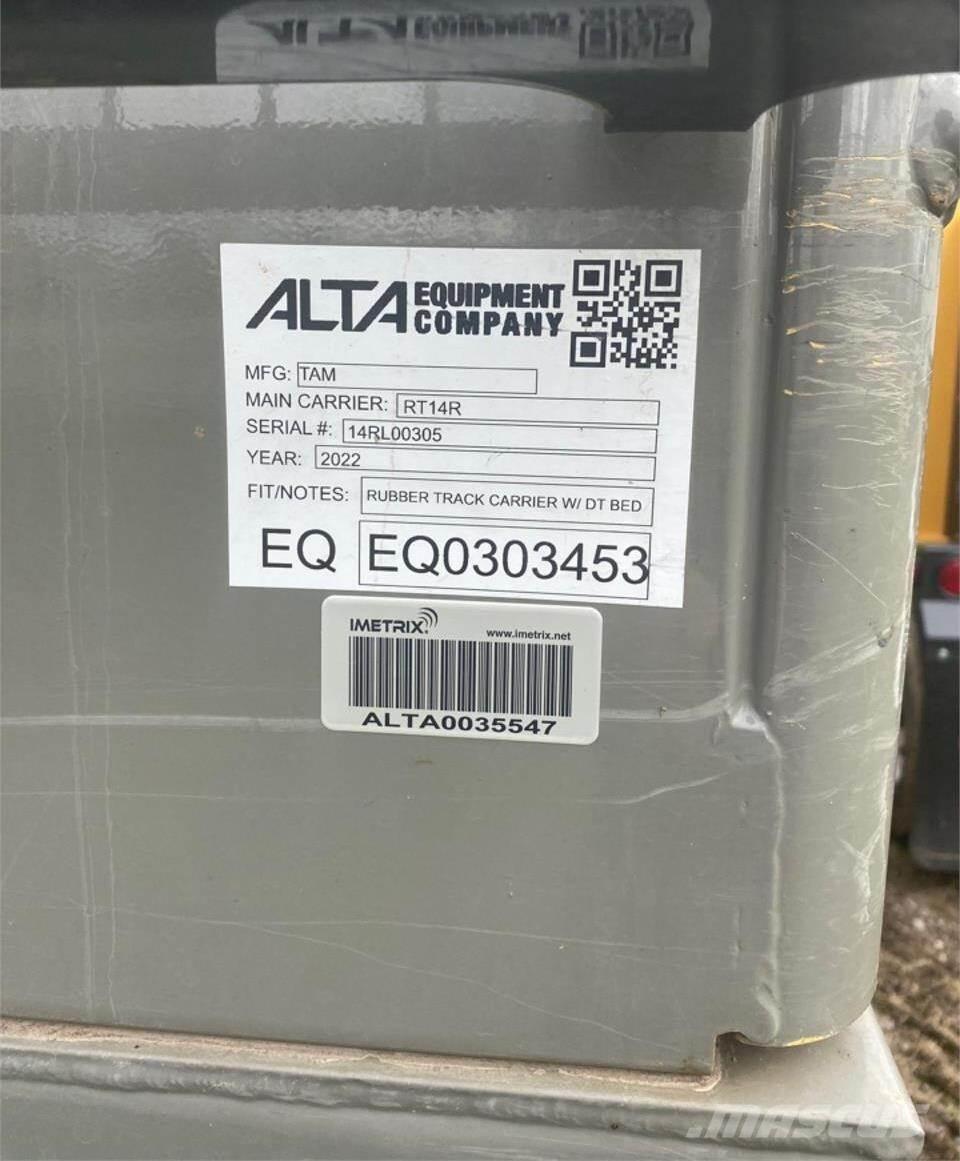 ALTA EQUIPMENT
COMPANY
MFG: TAM
MAIN CARRIER: RT14R
SERIAL #: 14RL00305
YEAR: 2022
FIT/NOTES: RUBBER TRACK CARRIER W/ DT BED
EQ EQ0303453
IMETRIX
www.imetrix.net
ALTA0035547
MASCUS